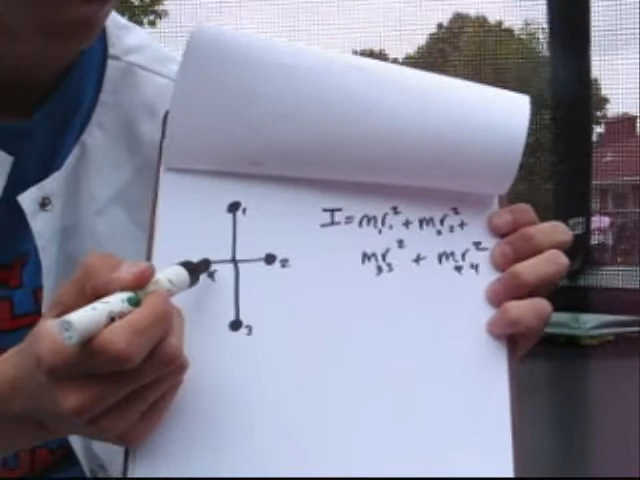 1
I = m₁r₁² + m₂r₂² +
4 2
m₃r₃² + m₄r₄²
3